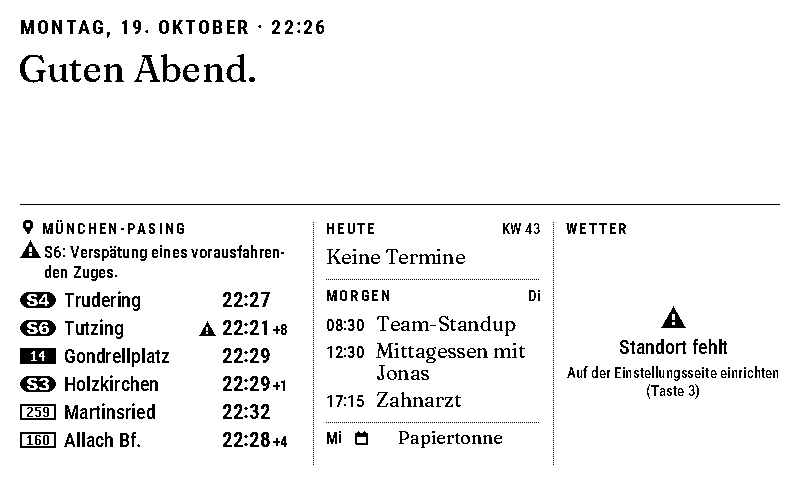 MONTAG, 19. OKTOBER · 22:26
Guten Abend.
MÜNCHEN-PASING
S6: Verspätung eines vorausfahren-
den Zuges.
S4 Trudering 22:27
S6 Tutzing 22:21 +8
14 Gondrellplatz 22:29
S3 Holzkirchen 22:29 +1
259 Martinsried 22:32
160 Allach Bf. 22:28 +4
HEUTE KW 43
Keine Termine
MORGEN Di
08:30 Team-Standup
12:30 Mittagessen mit
Jonas
17:15 Zahnarzt
Mi Papiertonne
WETTER
Standort fehlt
Auf der Einstellungsseite einrichten
(Taste 3)